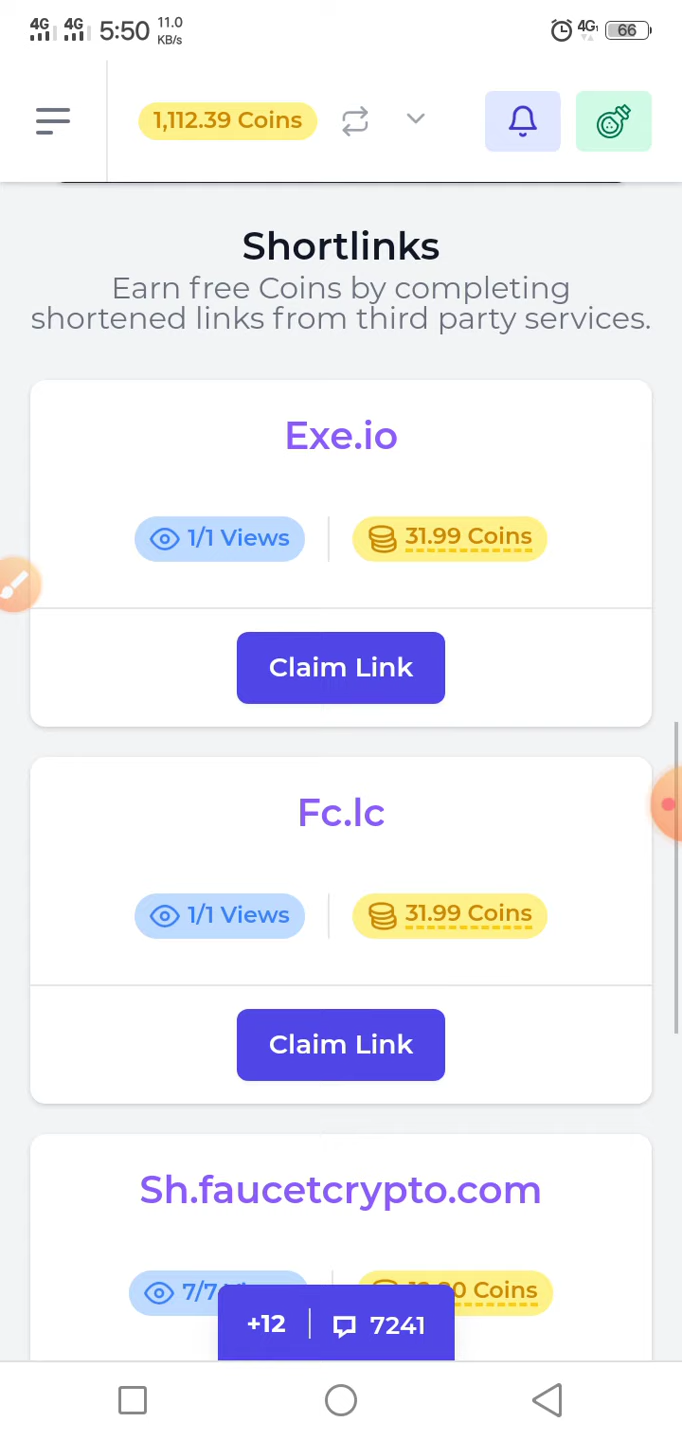 4G 4G 5:50 11.0 KB/s 4G 66
1,112.39 Coins
Shortlinks
Earn free Coins by completing
shortened links from third party services.
Exe.io
1/1 Views 31.99 Coins
Claim Link
Fc.lc
1/1 Views 31.99 Coins
Claim Link
Sh.faucetcrypto.com
7/7 Coins
+12 7241